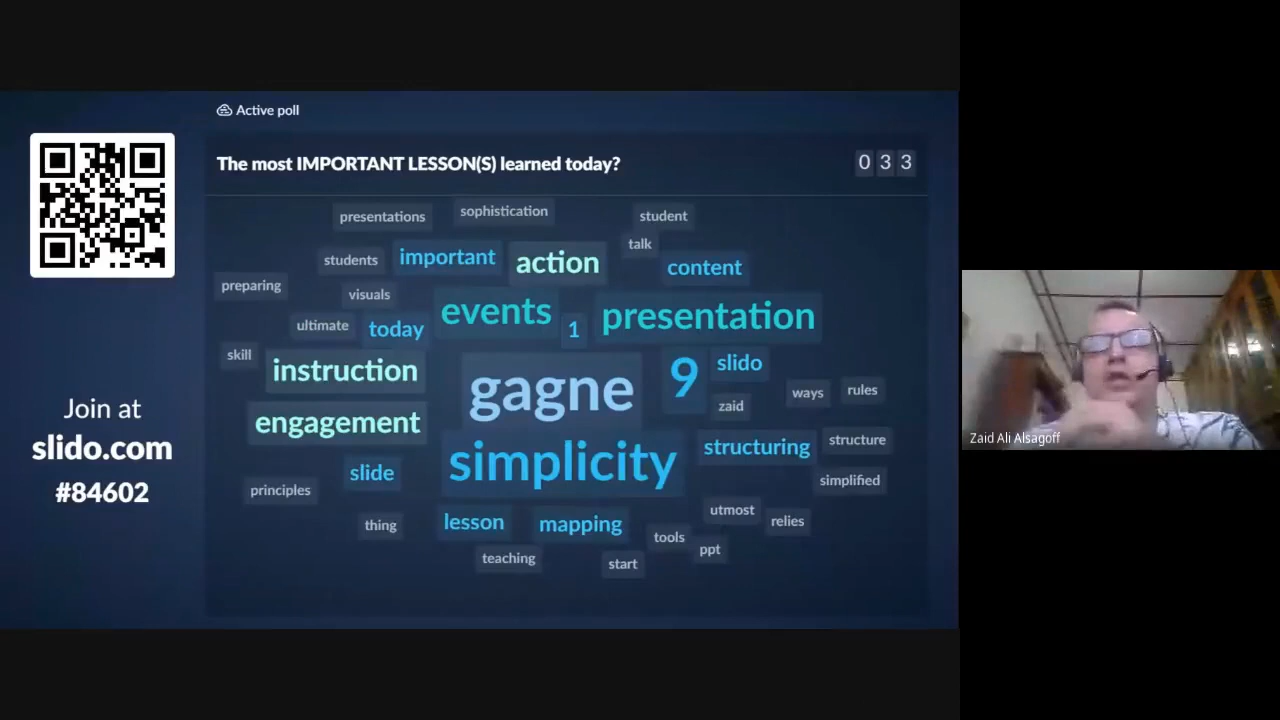 Active poll
The most IMPORTANT LESSON(S) learned today?
0 3 3
presentations
sophistication
student
talk
students
important
action
content
preparing
visuals
events
presentation
ultimate
today
1
skill
instruction
gagne
9
slido
ways
rules
zaid
engagement
simplicity
structuring
structure
slide
simplified
principles
thing
lesson
mapping
utmost
relies
tools
ppt
teaching
start
Join at
slido.com
#84602
Zaid Ali Alsagoff